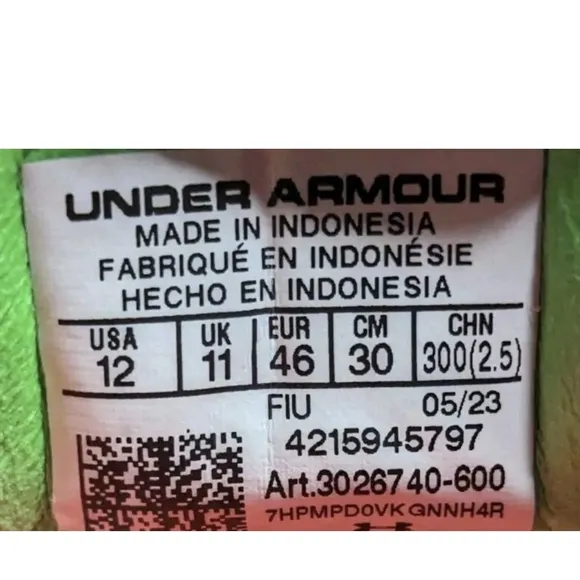 UNDER ARMOUR
MADE IN INDONESIA
FABRIQUÉ EN INDONÉSIE
HECHO EN INDONESIA
USA UK EUR CM CHN
12 11 46 30 300(2.5)
FIU 05/23
4215945797
Art.3026740-600
7HPMPD0VKGNNH4R